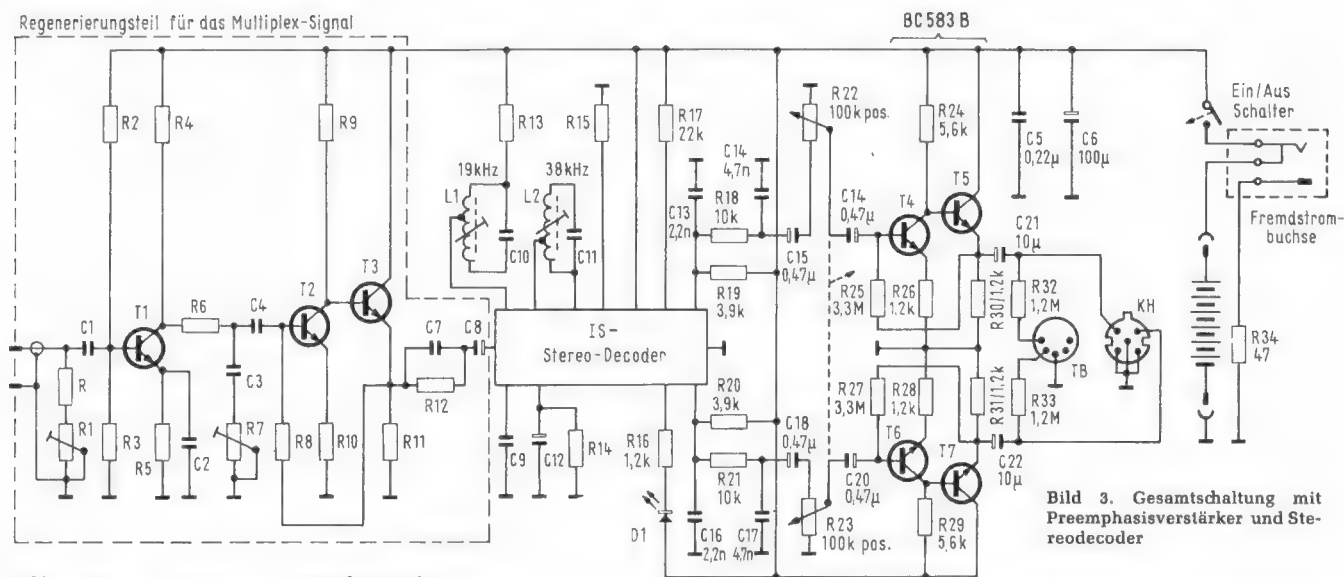 Regenerierungsteil für das Multiplex-Signal
BC 583 B
R2
R4
R9
R13
R15
R17
22k
R22
100k pos.
R24
5,6k
C5
0,22µ
C6
100µ
Ein/Aus
Schalter
19kHz
38kHz
L1
L2
C10
C11
C14
4,7n
C13
2,2n
R18
10k
C15
0,47µ
C14
0,47µ
T4
T5
Fremdstrom-
buchse
T3
T2
R6
C4
T1
C1
R19
3,9k
R25
3,3M
R26
1,2k
R30/1,2k
C21
10µ
R32
1,2M
KH
TB
R34
47
IS-
Stereo-Decoder
C7
C8
R12
R
R1
R3
R5
C2
C3
R7
R8
R10
R11
C9
C12
R14
R16
1,2k
D1
R20
3,9k
R21
10k
C18
0,47µ
C16
2,2n
C17
4,7n
R23
100k pos.
C20
0,47µ
R27
3,3M
R28
1,2k
R31/1,2k
R33
1,2M
T6
T7
C22
10µ
R29
5,6k
Bild 3. Gesamtschaltung mit
Preemphasisverstärker und Ste-
reodecoder